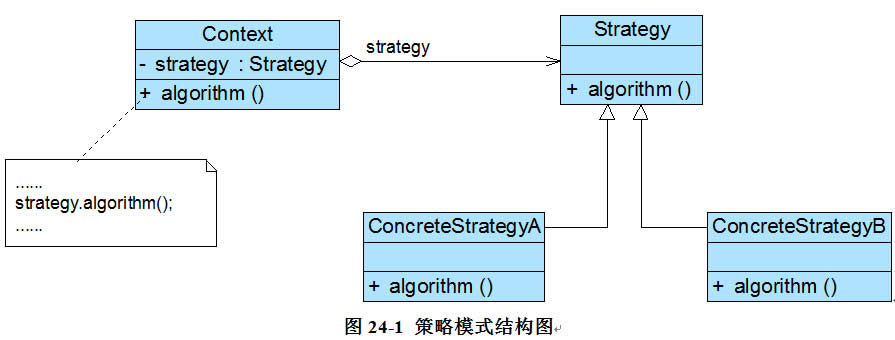 Context
- strategy : Strategy
+ algorithm ()
strategy
Strategy
+ algorithm ()
......
strategy.algorithm();
......
ConcreteStrategyA
+ algorithm ()
ConcreteStrategyB
+ algorithm ()
图 24-1 策略模式结构图